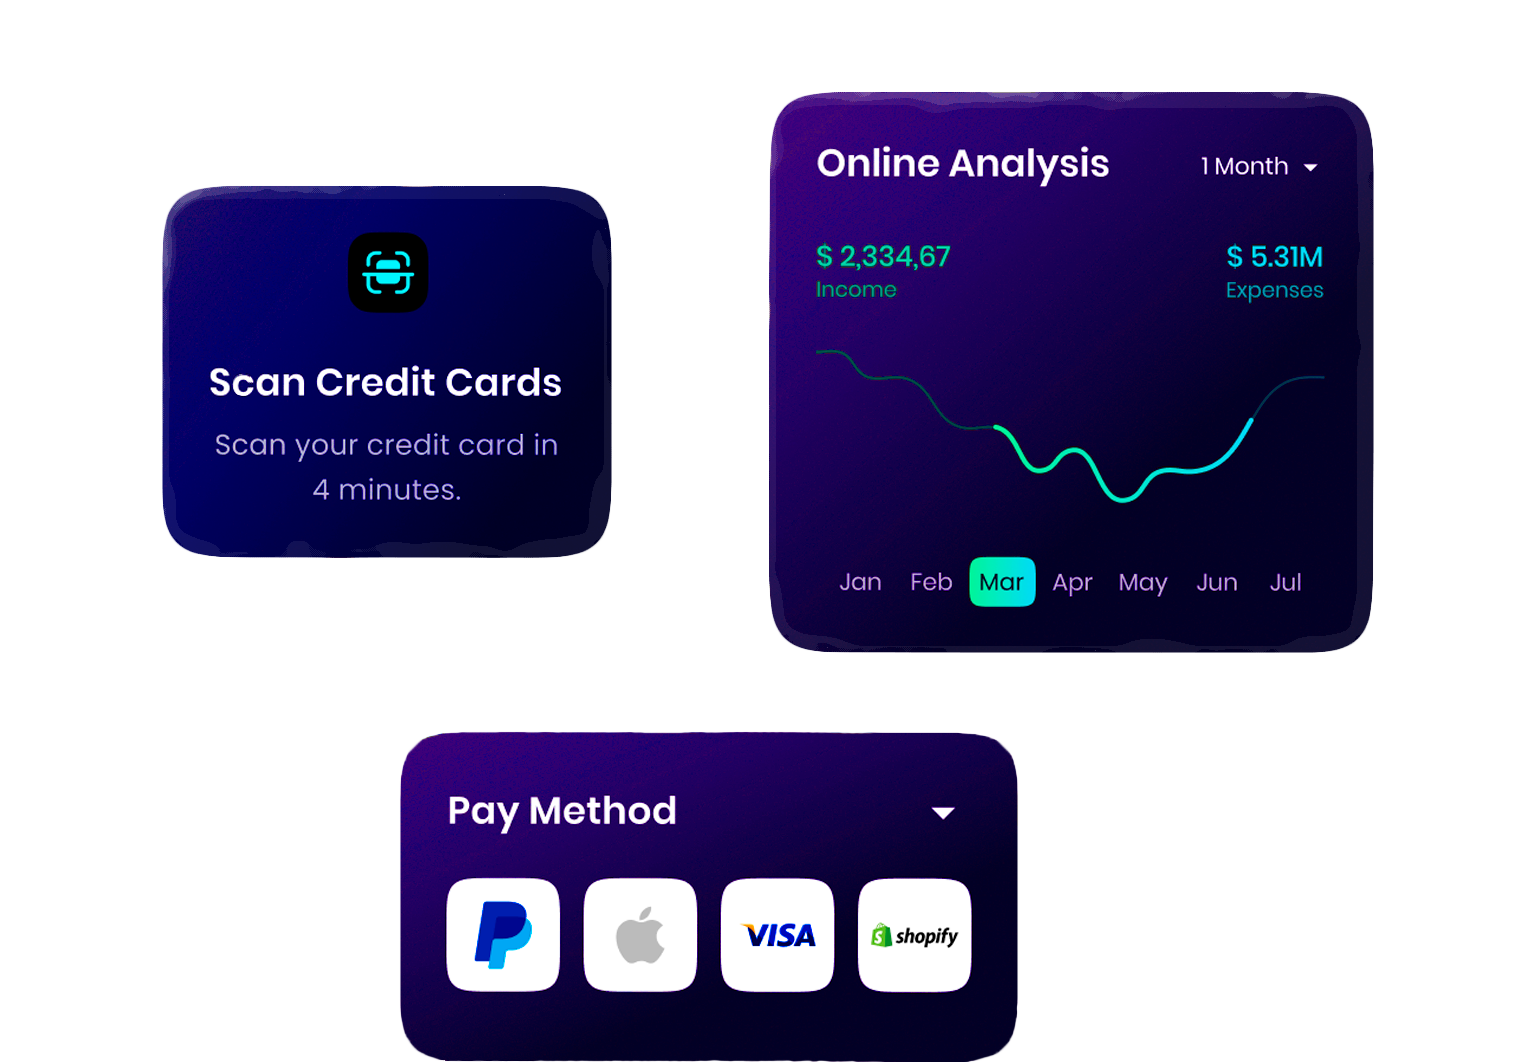 Online Analysis
1 Month
$ 2,334,67
$ 5.31M
Income
Expenses
Jan Feb Mar Apr May Jun Jul
Scan Credit Cards
Scan your credit card in
4 minutes.
Pay Method
VISA
shopify